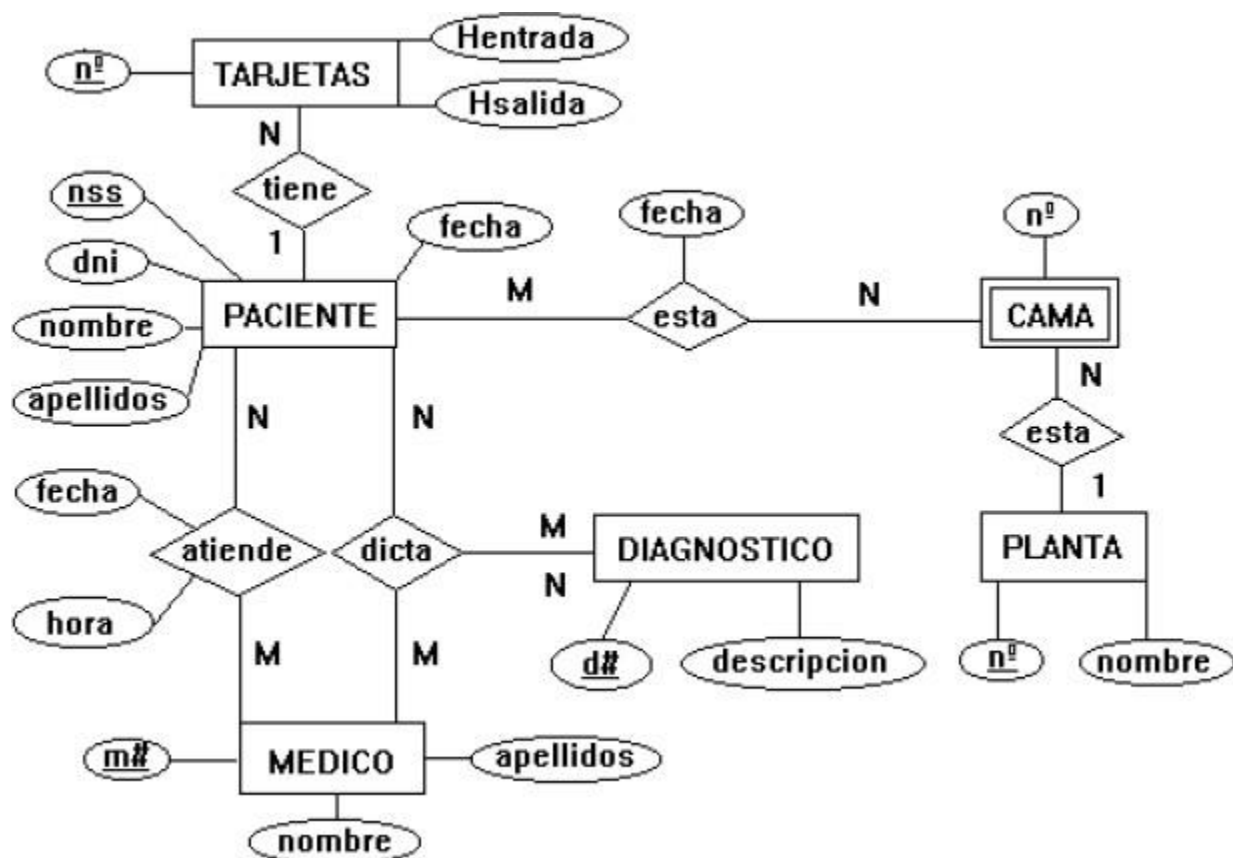 Hentrada
nº
TARJETAS
Hsalida
N
tiene
nss
1
fecha
fecha
nº
dni
PACIENTE
M
esta
N
CAMA
nombre
apellidos
N
N
N
esta
fecha
1
atiende
dicta
M
DIAGNOSTICO
PLANTA
N
hora
M
M
d#
descripcion
nº
nombre
m#
MEDICO
apellidos
nombre